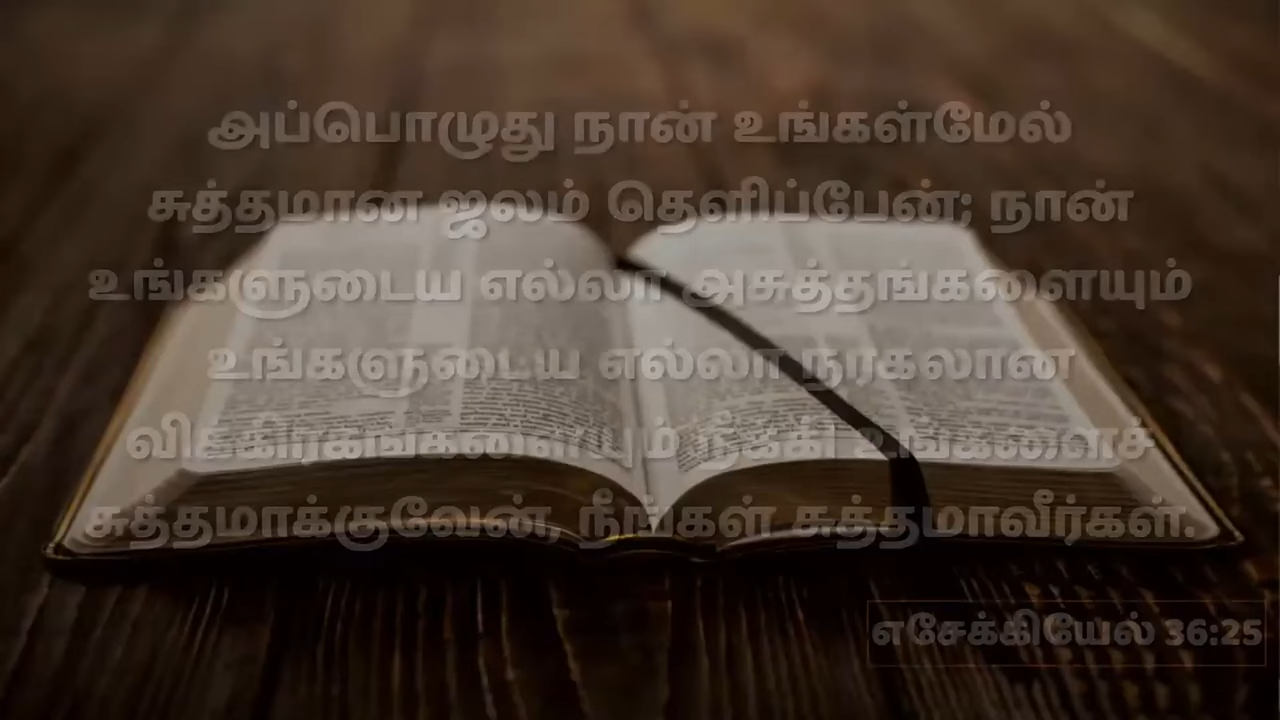 அப்பொழுது நான் உங்கள்மேல்
சுத்தமான ஜலம் தெளிப்பேன்; நான்
உங்களுடைய எல்லா அசுத்தங்களையும்
உங்களுடைய எல்லா நரகலான
விக்கிரகங்களையும் நீக்கி உங்களைச்
சுத்தமாக்குவேன், நீங்கள் சுத்தமாவீர்கள்.
எசேக்கியேல் 36:25